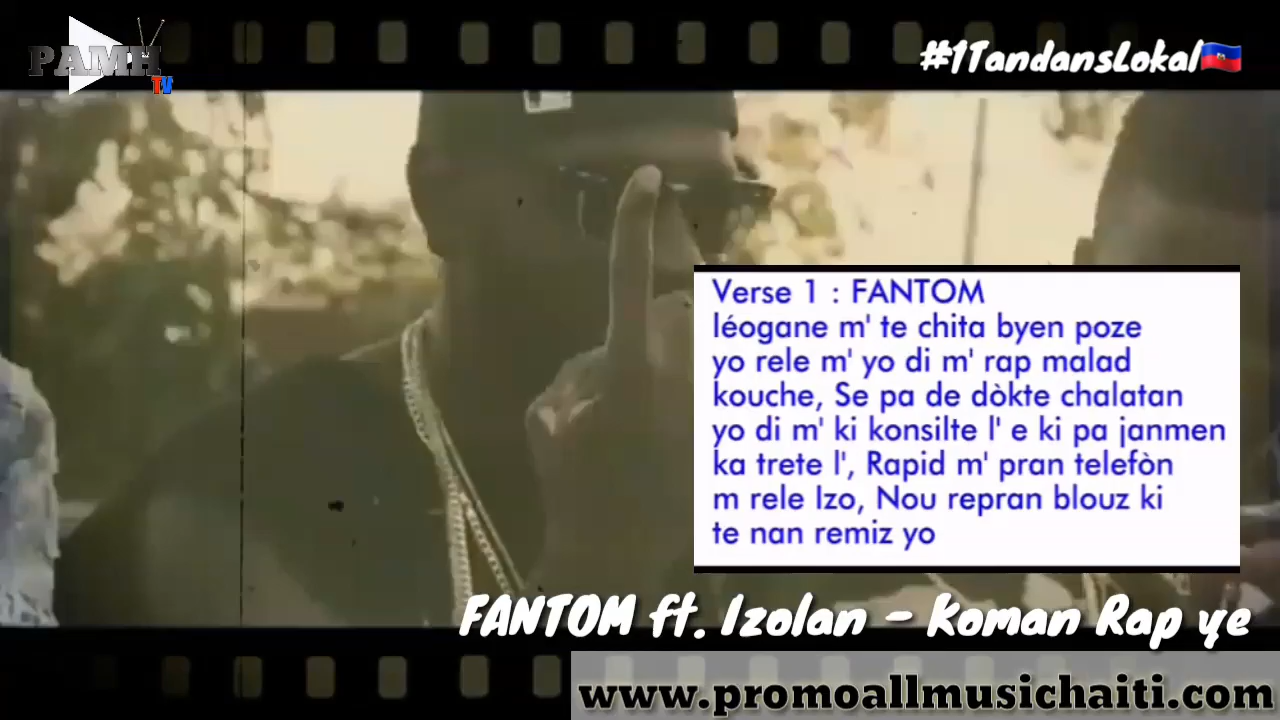 PAMH
TV
#1TandansLokal🇭🇹
Verse 1 : FANTOM
léogane m' te chita byen poze
yo rele m' yo di m' rap malad
kouche, Se pa de dòkte chalatan
yo di m' ki konsilte l' e ki pa janmen
ka trete l', Rapid m' pran telefòn
m rele Izo, Nou repran blouz ki
te nan remiz yo
FANTOM ft. Izolan - Koman Rap ye
www.promoallmusichaiti.com